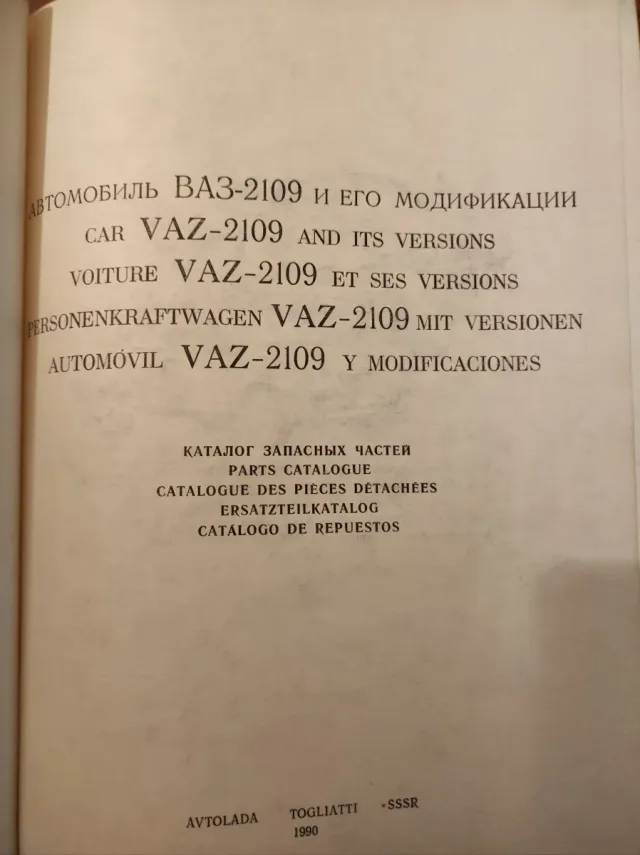 АВТОМОБИЛЬ ВАЗ-2109 И ЕГО МОДИФИКАЦИИ
CAR VAZ-2109 AND ITS VERSIONS
VOITURE VAZ-2109 ET SES VERSIONS
PERSONENKRAFTWAGEN VAZ-2109 MIT VERSIONEN
AUTOMÓVIL VAZ-2109 Y MODIFICACIONES
КАТАЛОГ ЗАПАСНЫХ ЧАСТЕЙ
PARTS CATALOGUE
CATALOGUE DES PIÈCES DÉTACHÉES
ERSATZTEILKATALOG
CATÁLOGO DE REPUESTOS
AVTOLADA TOGLIATTI -SSSR
1990